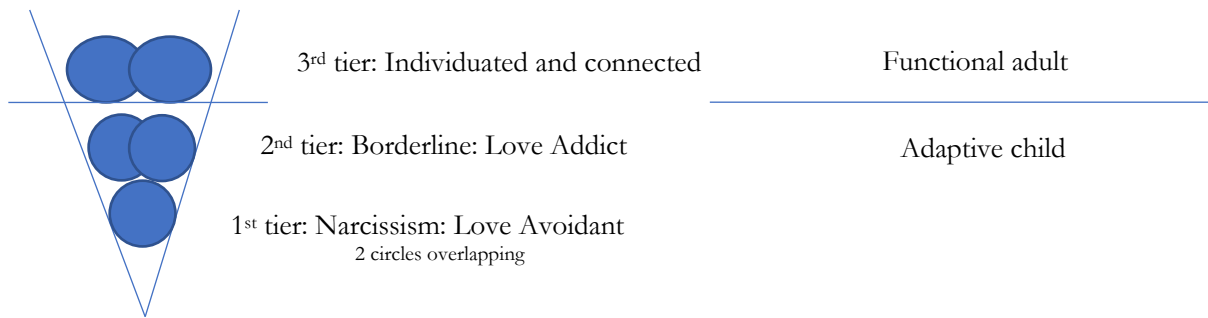 3rd tier: Individuated and connected
Functional adult
2nd tier: Borderline: Love Addict
Adaptive child
1st tier: Narcissism: Love Avoidant
2 circles overlapping